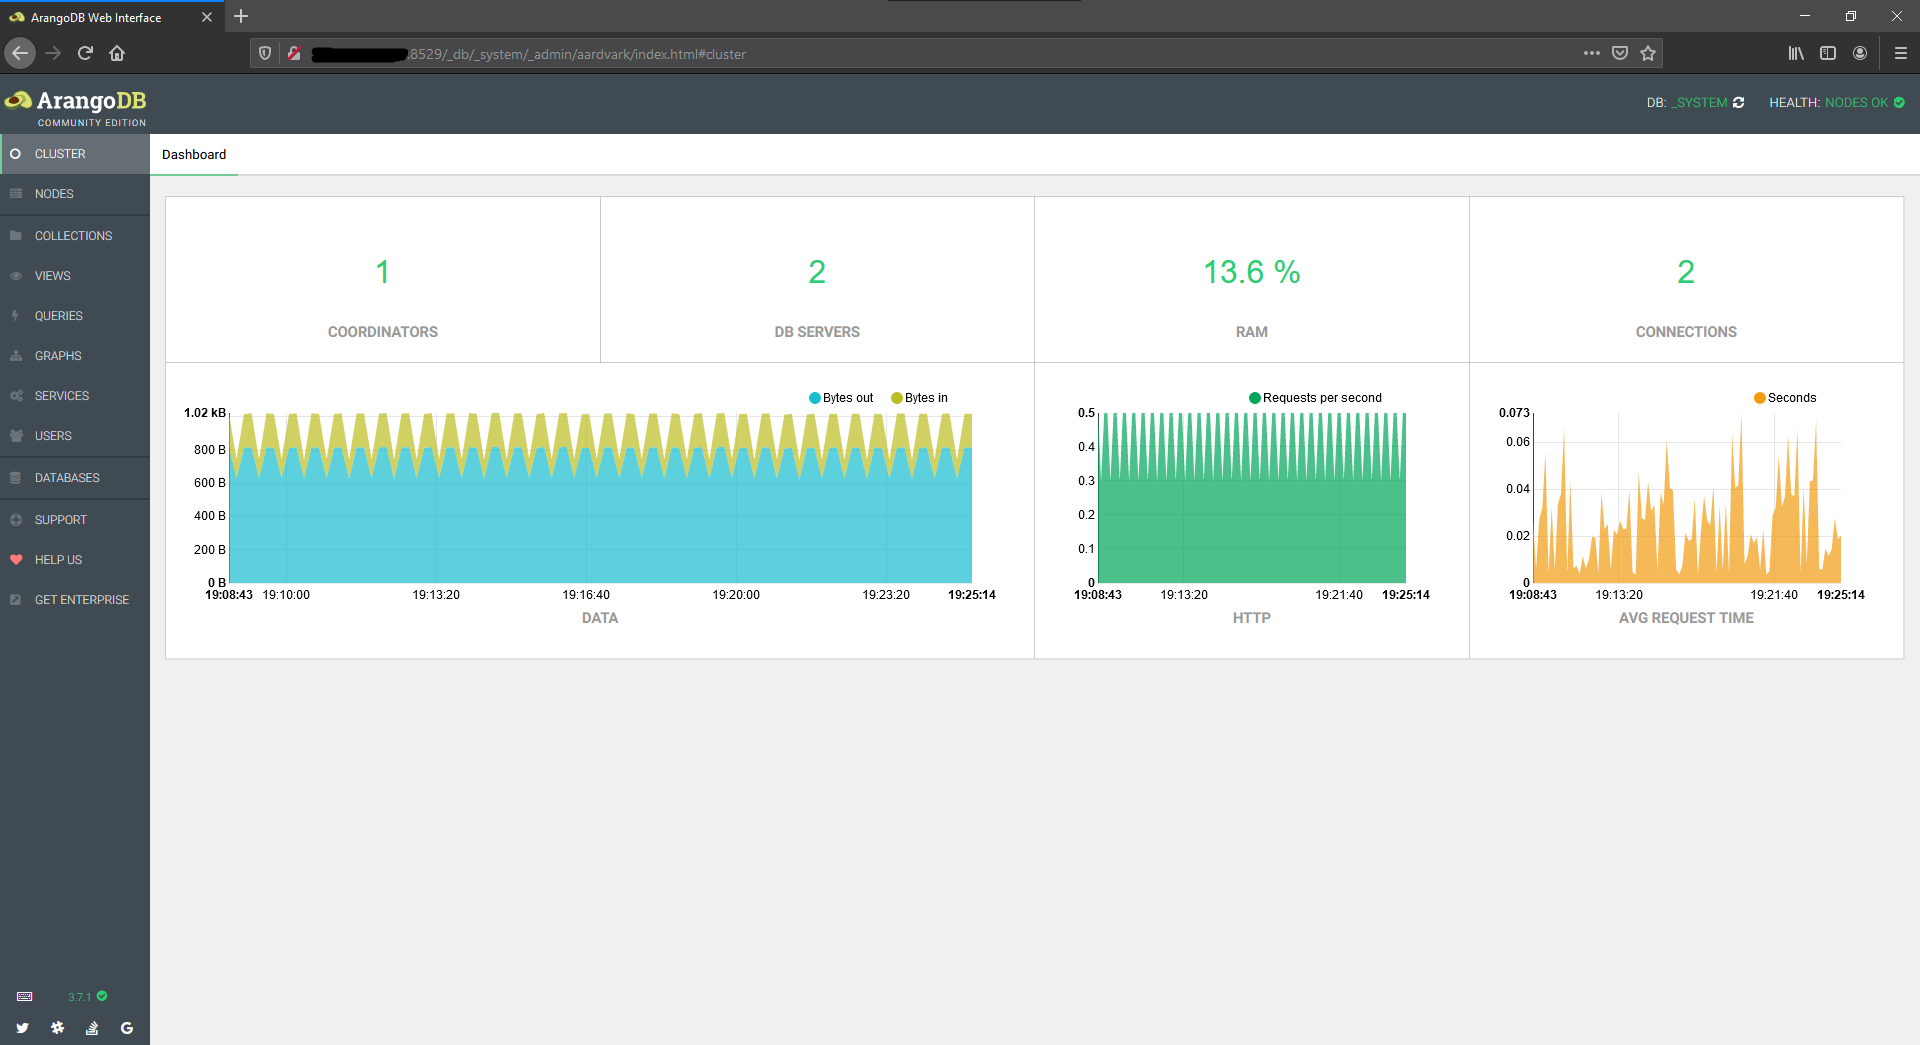 ArangoDB Web Interface
:8529/_db/_system/_admin/aardvark/index.html#cluster
ArangoDB
COMMUNITY EDITION
DB: _SYSTEM
HEALTH: NODES OK
CLUSTER
NODES
COLLECTIONS
VIEWS
QUERIES
GRAPHS
SERVICES
USERS
DATABASES
SUPPORT
HELP US
GET ENTERPRISE
3.7.1
Dashboard
1
COORDINATORS
2
DB SERVERS
13.6 %
RAM
2
CONNECTIONS
Bytes out Bytes in
1.02 kB
800 B
600 B
400 B
200 B
0 B
19:08:43 19:10:00 19:13:20 19:16:40 19:20:00 19:23:20 19:25:14
DATA
Requests per second
0.5
0.4
0.3
0.2
0.1
0
19:08:43 19:13:20 19:21:40 19:25:14
HTTP
Seconds
0.073
0.06
0.04
0.02
0
19:08:43 19:13:20 19:21:40 19:25:14
AVG REQUEST TIME